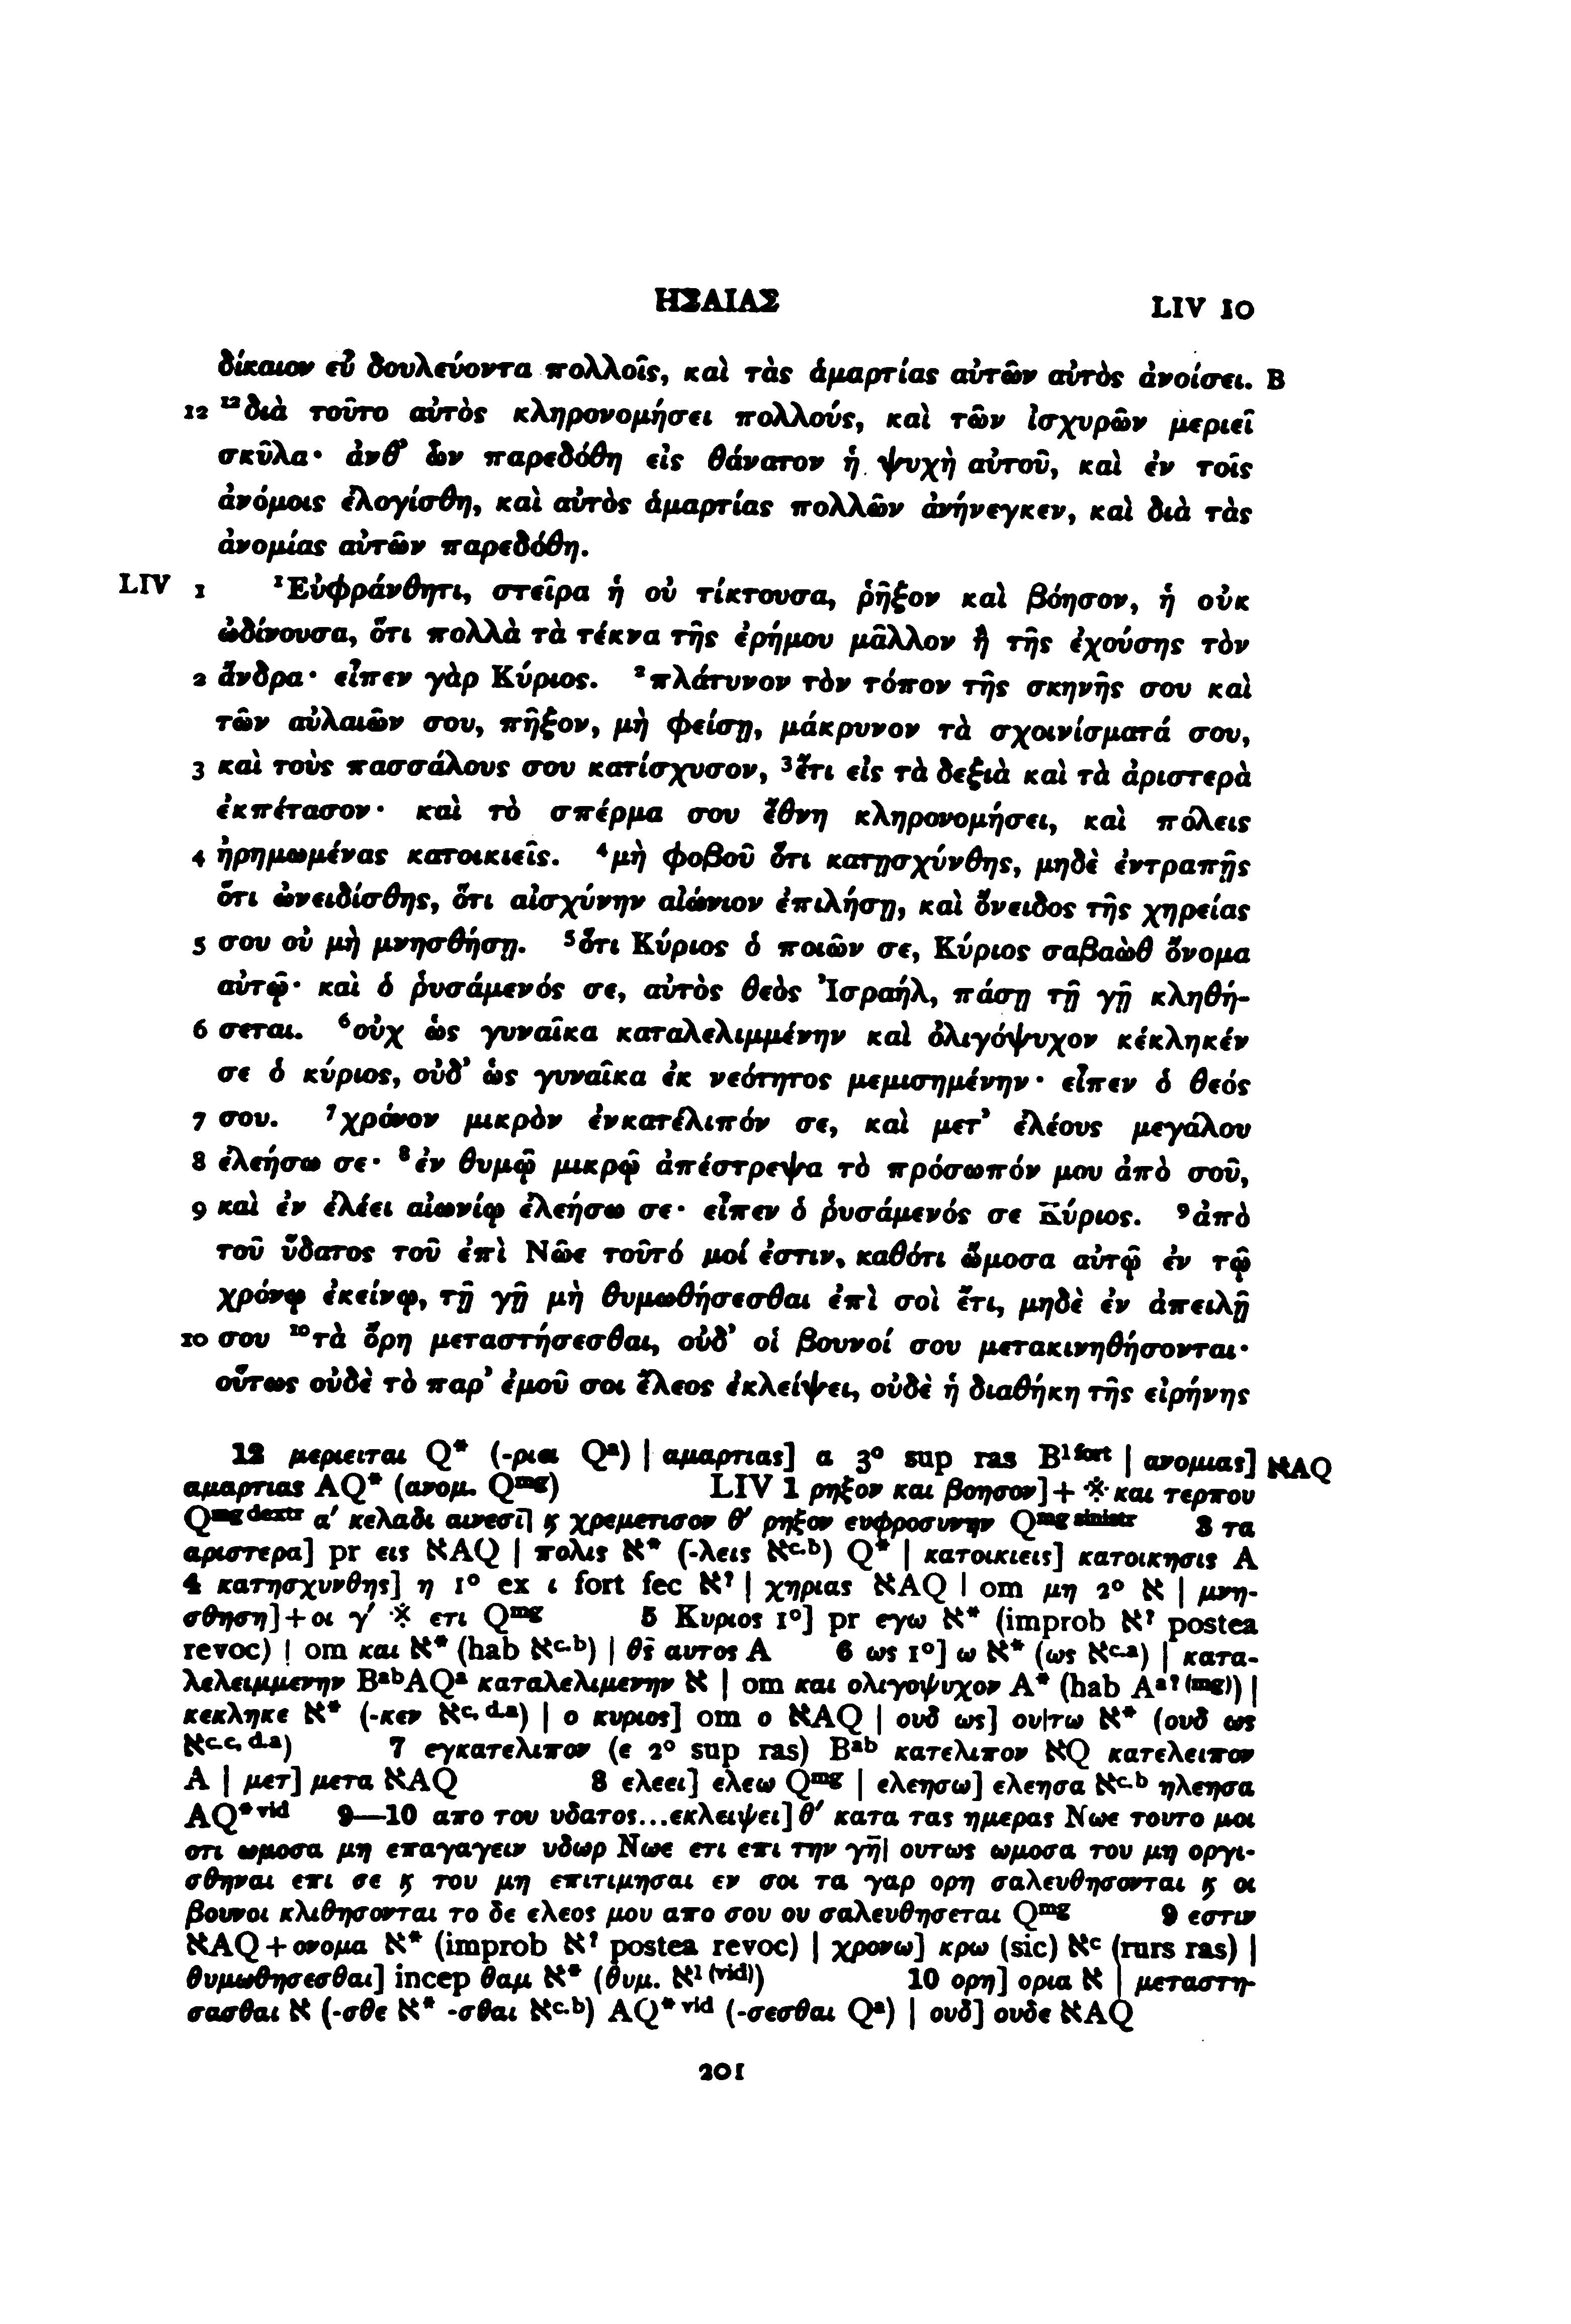 ΗΣΑΙΑΣ LIV 10
δίκαιον εὖ δουλεύοντα πολλοῖς, καὶ τὰς ἁμαρτίας αὐτῶν αὐτὸς ἀνοίσει. B
12 ¹²διὰ τοῦτο αὐτὸς κληρονομήσει πολλούς, καὶ τῶν ἰσχυρῶν μεριεῖ
σκῦλα· ἀνθ᾽ ὧν παρεδόθη εἰς θάνατον ἡ ψυχὴ αὐτοῦ, καὶ ἐν τοῖς
ἀνόμοις ἐλογίσθη, καὶ αὐτὸς ἁμαρτίας πολλῶν ἀνήνεγκεν, καὶ διὰ τὰς
ἀνομίας αὐτῶν παρεδόθη.
LIV 1 ¹Εὐφράνθητι, στεῖρα ἡ οὐ τίκτουσα, ῥῆξον καὶ βόησον, ἡ οὐκ
ὠδίνουσα, ὅτι πολλὰ τὰ τέκνα τῆς ἐρήμου μᾶλλον ἢ τῆς ἐχούσης τὸν
2 ἄνδρα· εἶπεν γὰρ Κύριος. ²πλάτυνον τὸν τόπον τῆς σκηνῆς σου καὶ
τῶν αὐλαιῶν σου, πῆξον, μὴ φείσῃ, μάκρυνον τὰ σχοινίσματά σου,
3 καὶ τοὺς πασσάλους σου κατίσχυσον, ³ἔτι εἰς τὰ δεξιὰ καὶ τὰ ἀριστερὰ
ἐκπέτασον· καὶ τὸ σπέρμα σου ἔθνη κληρονομήσει, καὶ πόλεις
4 ἠρημωμένας κατοικιεῖς. ⁴μὴ φοβοῦ ὅτι κατῃσχύνθης, μηδὲ ἐντραπῇς
ὅτι ὠνειδίσθης, ὅτι αἰσχύνην αἰώνιον ἐπιλήσῃ, καὶ ὄνειδος τῆς χηρείας
5 σου οὐ μὴ μνησθήσῃ. ⁵ὅτι Κύριος ὁ ποιῶν σε, Κύριος σαβαὼθ ὄνομα
αὐτῷ· καὶ ὁ ῥυσάμενός σε, αὐτὸς θεὸς Ἰσραήλ, πάσῃ τῇ γῇ κληθή-
6 σεται. ⁶οὐχ ὡς γυναῖκα καταλελιμμένην καὶ ὀλιγόψυχον κέκληκέν
σε ὁ κύριος, οὐδ᾽ ὡς γυναῖκα ἐκ νεότητος μεμισημένην· εἶπεν ὁ θεός
7 σου. ⁷χρόνον μικρὸν ἐνκατέλιπόν σε, καὶ μετ᾽ ἐλέους μεγάλου
8 ἐλεήσω σε· ⁸ἐν θυμῷ μικρῷ ἀπέστρεψα τὸ πρόσωπόν μου ἀπὸ σοῦ,
9 καὶ ἐν ἐλέει αἰωνίῳ ἐλεήσω σε· εἶπεν ὁ ῥυσάμενός σε Κύριος. ⁹ἀπὸ
τοῦ ὕδατος τοῦ ἐπὶ Νῶε τοῦτό μοί ἐστιν, καθότι ὤμοσα αὐτῷ ἐν τῷ
χρόνῳ ἐκείνῳ, τῇ γῇ μὴ θυμωθήσεσθαι ἐπὶ σοὶ ἔτι, μηδὲ ἐν ἀπειλῇ
10 σου ¹⁰τὰ ὄρη μεταστήσεσθαι, οὐδ᾽ οἱ βουνοί σου μετακινηθήσονται·
οὕτως οὐδὲ τὸ παρ᾽ ἐμοῦ σοι ἔλεος ἐκλείψει, οὐδὲ ἡ διαθήκη τῆς εἰρήνης
12 μεριειται Q* (-ριει Qᵃ) | αμαρτιας] α 3° sup ras B¹ ᶠᵒʳᵗ | ανομιας] אAQ
αμαρτιας AQ* (ανομ. Qᵐᵍ) LIV 1 ρηξον και βοησον] + ※ και τερπου
Qᵐᵍ ᵈᵉˣᵗʳ α′ κελαδι αινεσῑ| ϗ χρεμετισον θ′ ρηξον ευφροσυνην Qᵐᵍ ˢⁱⁿⁱˢᵗʳ 3 τα
αριστερα] pr εις אAQ | πολις א* (-λεις אᶜ·ᵇ) Q* | κατοικιεις] κατοικησις A
4 κατησχυνθης] η 1° ex ι fort fec א? | χηριας אAQ | om μη 2° א | μνη-
σθηση] + οι γ′ ※ ετι Qᵐᵍ 5 Κυριος 1°] pr εγω א* (improb א? postea
revoc) | om και א* (hab אᶜ·ᵇ) | θς̄ αυτος A 6 ως 1°] ω א* (ως אᶜ·ᵃ) | κατα-
λελειμμενην BᵃᵇAQᵃ καταλελιμενην א | om και ολιγοψυχον A* (hab Aᵃ? ⁽ᵐᵍ⁾) |
κεκληκε א* (-κεν אᶜ·ᵈ·ᵃ) | ο κυριος] om ο אAQ | ουδ ως] ου|τω א* (ουδ ως
אᶜ·ᶜ·ᵈ·ᵃ) 7 εγκατελιπον (ε 2° sup ras) Bᵃᵇ κατελιπον אQ κατελειπον
A | μετ] μετα אAQ 8 ελεει] ελεω Qᵐᵍ | ελεησω] ελεησα אᶜ·ᵇ ηλεησα
AQ*ᵛⁱᵈ 9—10 απο του υδατος...εκλειψει] θ′ κατα τας ημερας Νωε τουτο μοι
οτι ωμοσα μη επαγαγειν υδωρ Νωε ετι επι την γη̄| ουτως ωμοσα του μη οργι-
σθηναι επι σε ϗ του μη επιτιμησαι εν σοι τα γαρ ορη σαλευθησονται ϗ οι
βουνοι κλιθησονται το δε ελεος μου απο σου ου σαλευθησεται Qᵐᵍ 9 εστιν
אAQ + ονομα א* (improb א? postea revoc) | χρονω] κρω (sic) אᶜ (rurs ras) |
θυμωθησεσθαι] incep θαμ א* (θυμ. א¹ ⁽ᵛⁱᵈ⁾) 10 ορη] ορια א | μεταστη-
σασθαι א (-σθε א* -σθαι אᶜ·ᵇ) AQ*ᵛⁱᵈ (-σεσθαι Qᵃ) | ουδ] ουδε אAQ
201